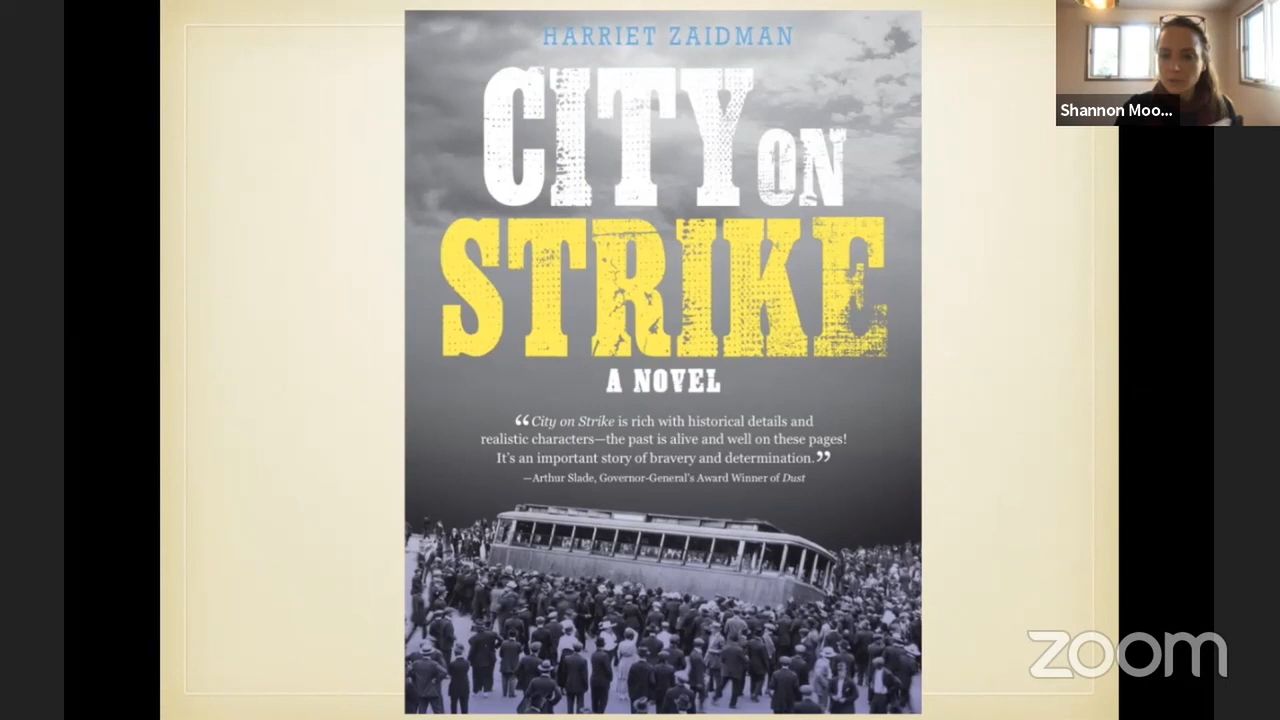 HARRIET ZAIDMAN
CITY ON
STRIKE
A NOVEL
“City on Strike is rich with historical details and
realistic characters—the past is alive and well on these pages!
It’s an important story of bravery and determination.”
—Arthur Slade, Governor-General’s Award Winner of Dust
Shannon Moo...
zoom